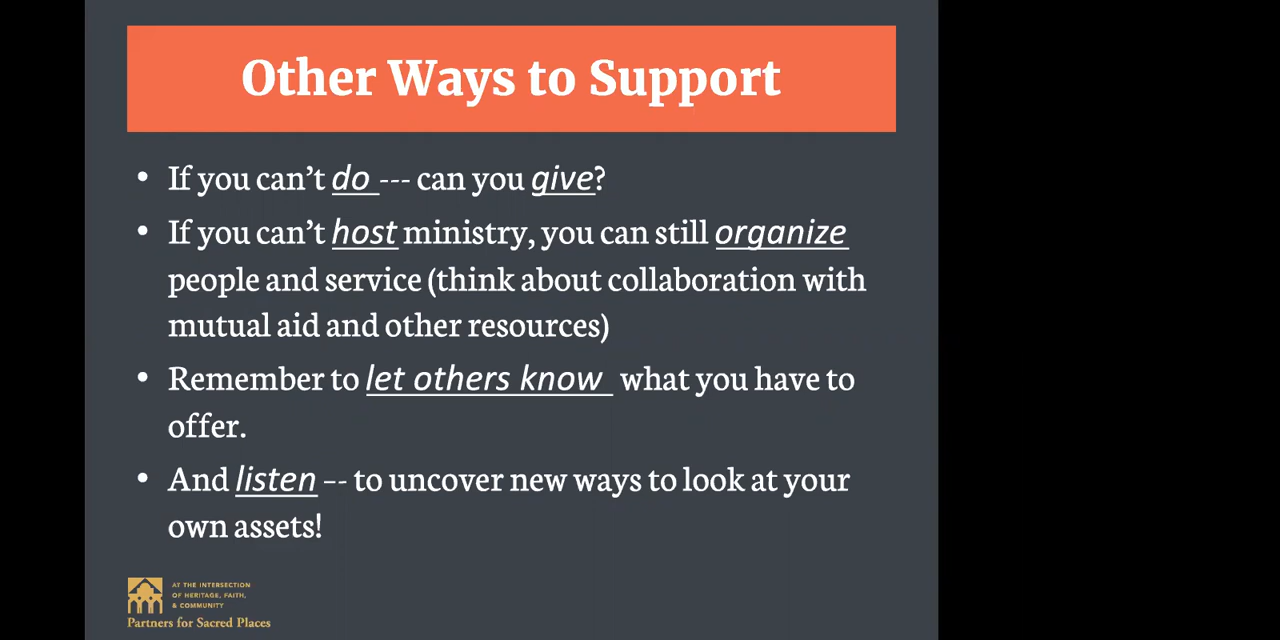 Other Ways to Support
• If you can’t do --- can you give?
• If you can’t host ministry, you can still organize
people and service (think about collaboration with
mutual aid and other resources)
• Remember to let others know what you have to
offer.
• And listen –- to uncover new ways to look at your
own assets!
AT THE INTERSECTION
OF HERITAGE, FAITH,
& COMMUNITY
Partners for Sacred Places